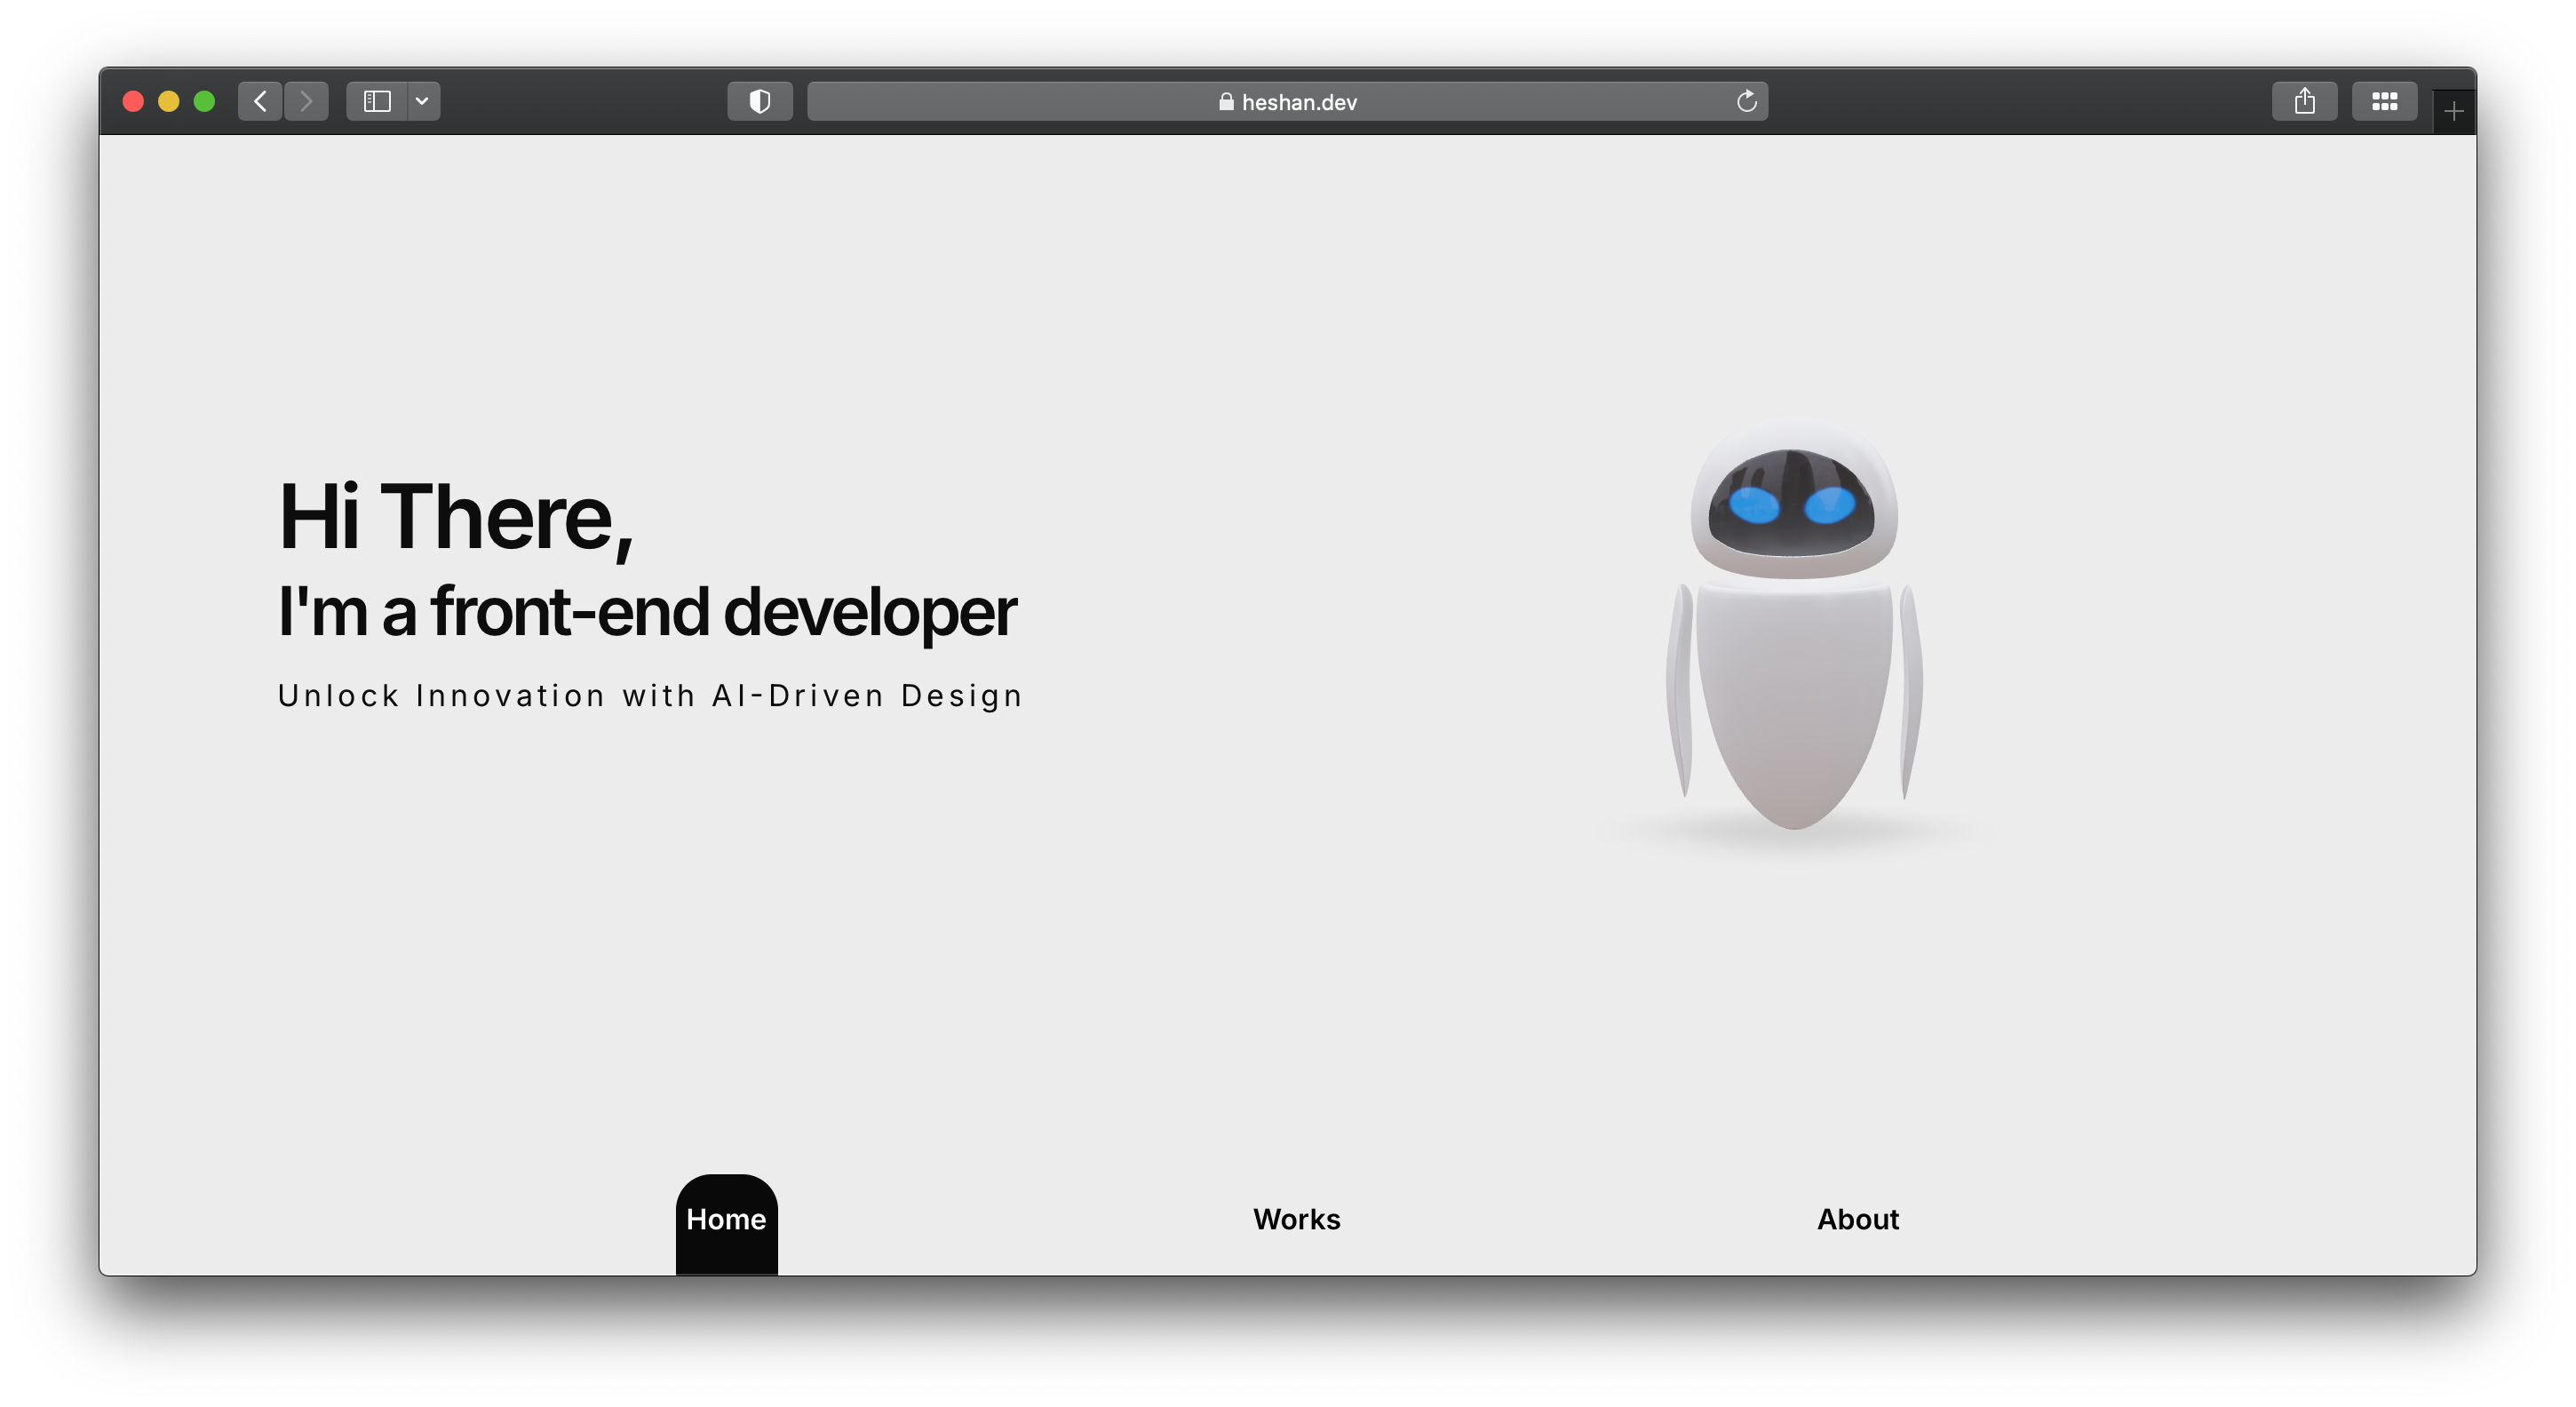 heshan.dev
Hi There,
I'm a front-end developer
Unlock Innovation with AI-Driven Design
Home
Works
About